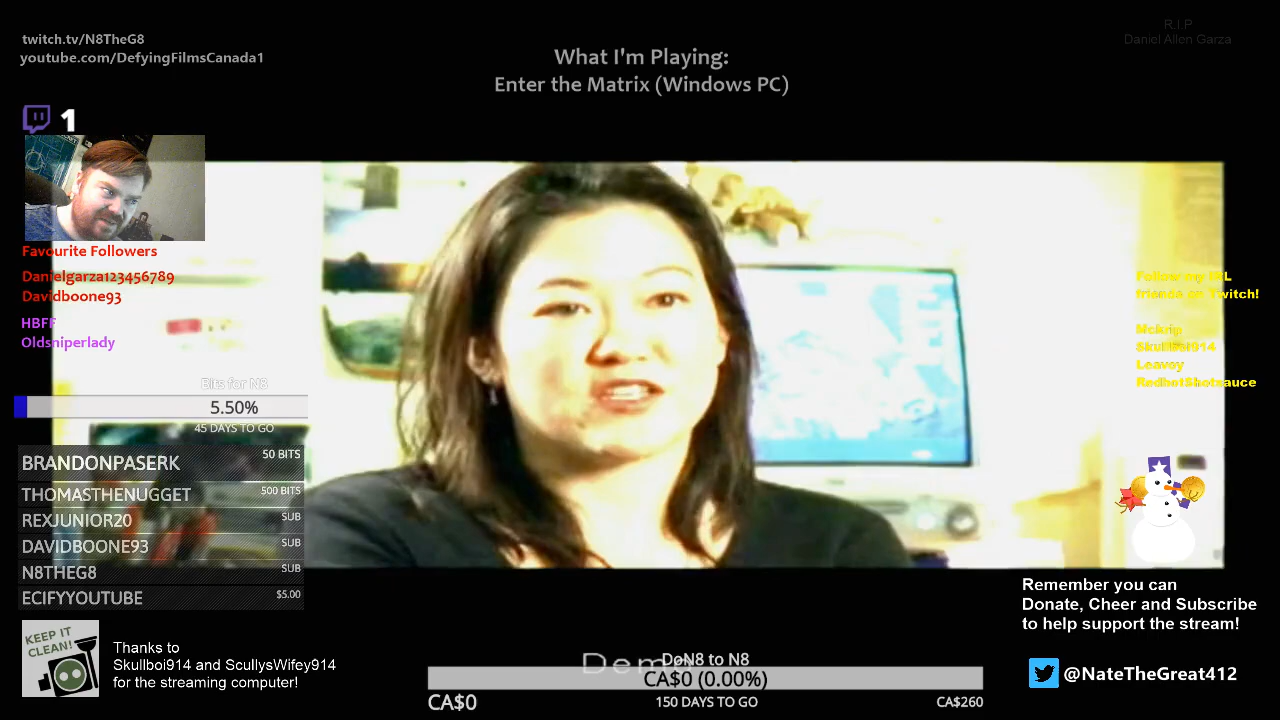 twitch.tv/N8TheG8
youtube.com/DefyingFilmsCanada1
What I'm Playing:
Enter the Matrix (Windows PC)
R.I.P
Daniel Allen Garza
1
Favourite Followers
Danielgarza123456789
Davidboone93
HBFF
Oldsniperlady
Follow my IRL
friends on Twitch!
Skullboi914
Leavoy
RedhotShotsauce
Bits for N8
5.50%
45 DAYS TO GO
BRANDONPASERK 50 BITS
THOMASTHENUGGET 500 BITS
REXJUNIOR20 SUB
DAVIDBOONE93 SUB
N8THEG8 SUB
ECIFYYOUTUBE $5.00
KEEP IT
CLEAN!
Thanks to
Skullboi914 and ScullysWifey914
for the streaming computer!
DoN8 to N8
CA$0 (0.00%)
CA$0 150 DAYS TO GO CA$260
Remember you can
Donate, Cheer and Subscribe
to help support the stream!
@NateTheGreat412